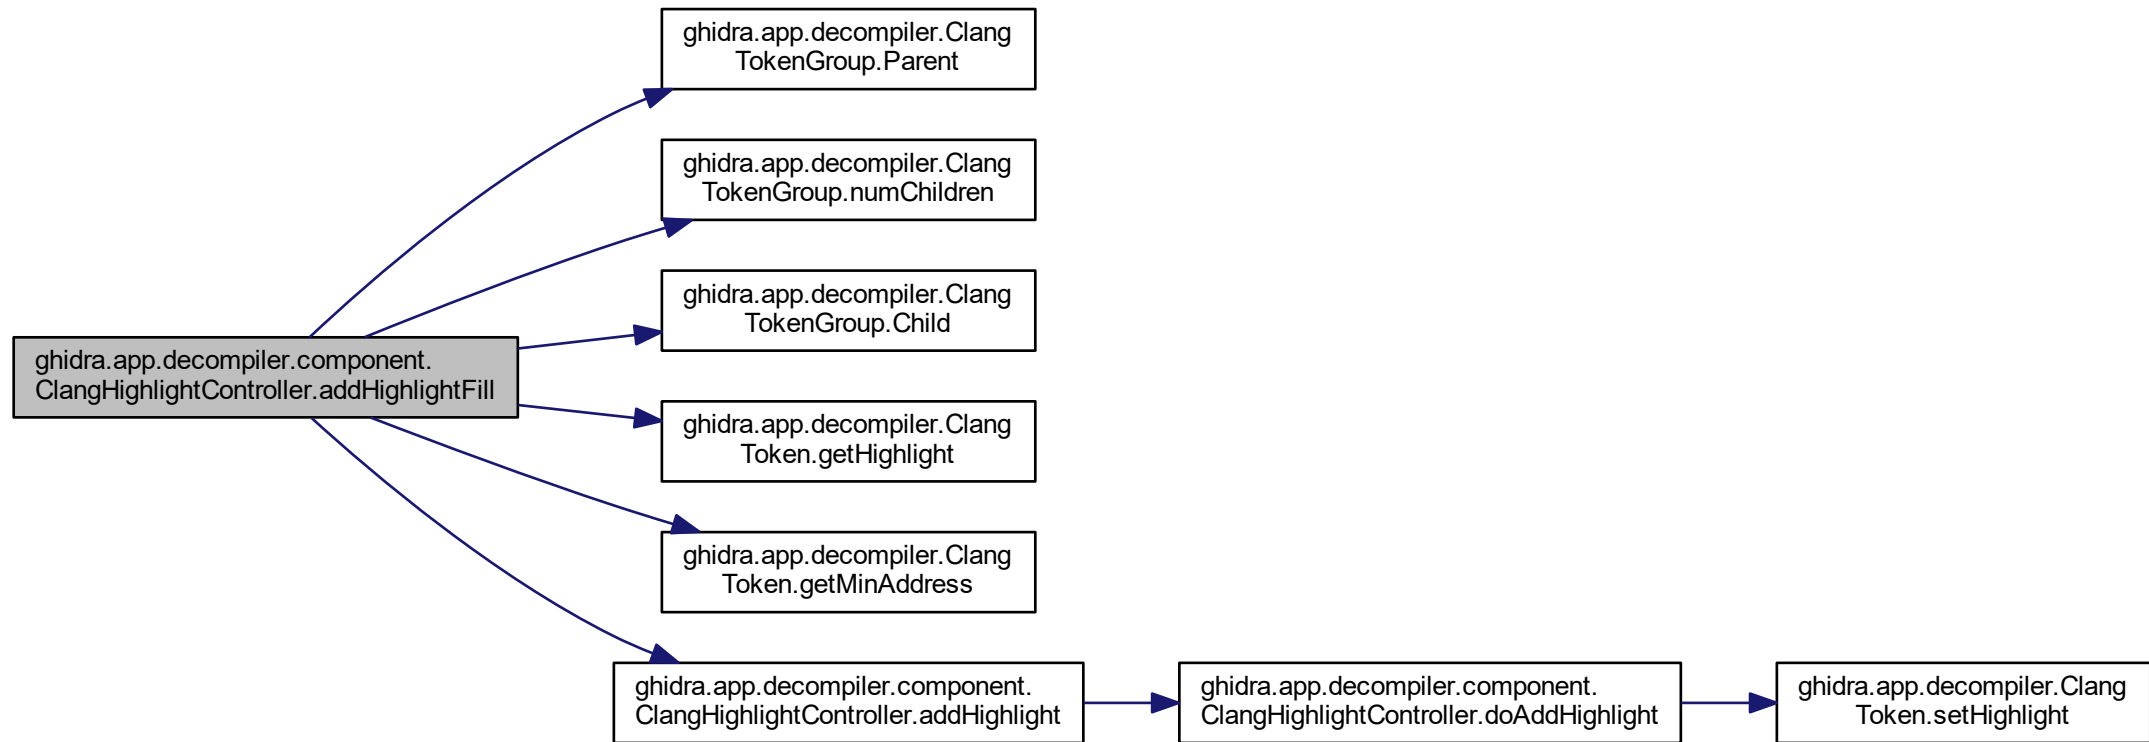 ghidra.app.decompiler.Clang
TokenGroup.Parent
ghidra.app.decompiler.Clang
TokenGroup.numChildren
ghidra.app.decompiler.Clang
TokenGroup.Child
ghidra.app.decompiler.component.
ClangHighlightController.addHighlightFill
ghidra.app.decompiler.Clang
Token.getHighlight
ghidra.app.decompiler.Clang
Token.getMinAddress
ghidra.app.decompiler.component.
ClangHighlightController.addHighlight
ghidra.app.decompiler.component.
ClangHighlightController.doAddHighlight
ghidra.app.decompiler.Clang
Token.setHighlight